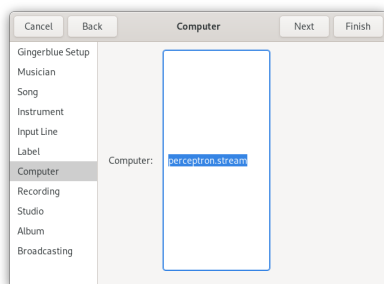 Cancel Back Computer Next Finish
Gingerblue Setup
Musician
Song
Instrument
Input Line
Label
Computer
Recording
Studio
Album
Broadcasting
Computer: perceptron.stream